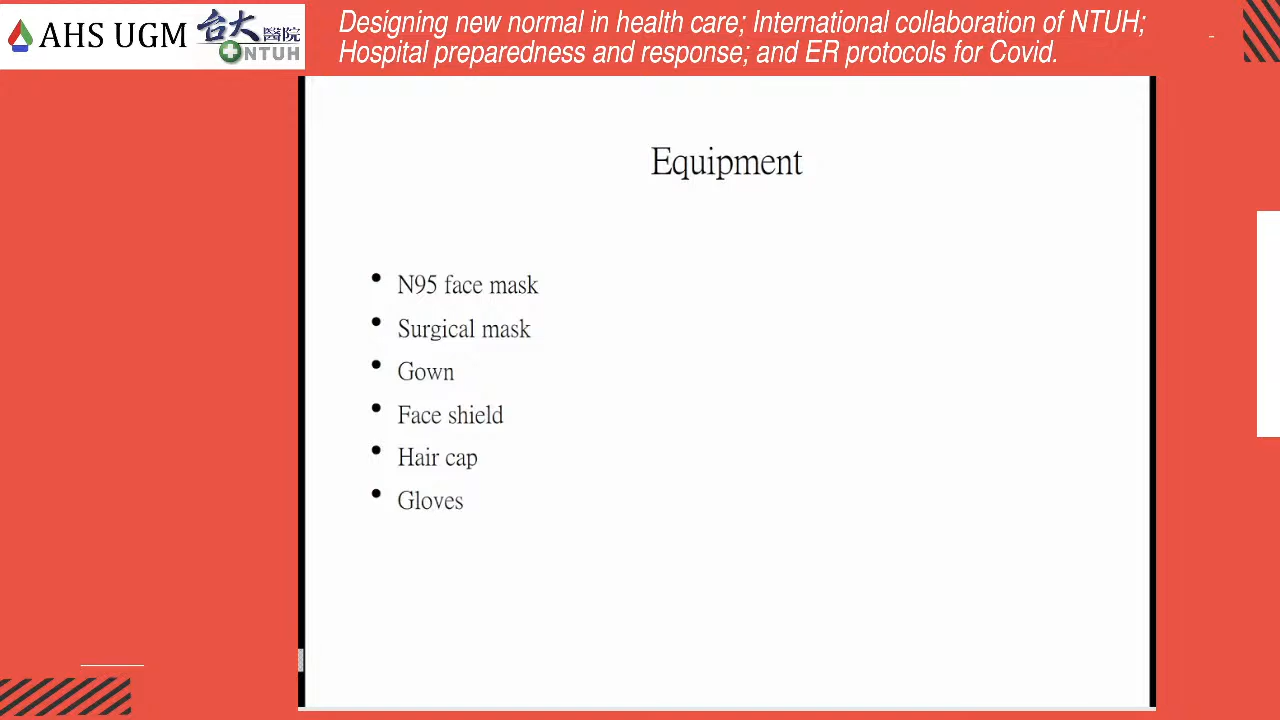 AHS UGM 台大醫院 NTUH
Designing new normal in health care; International collaboration of NTUH;
Hospital preparedness and response; and ER protocols for Covid.
Equipment
• N95 face mask
• Surgical mask
• Gown
• Face shield
• Hair cap
• Gloves